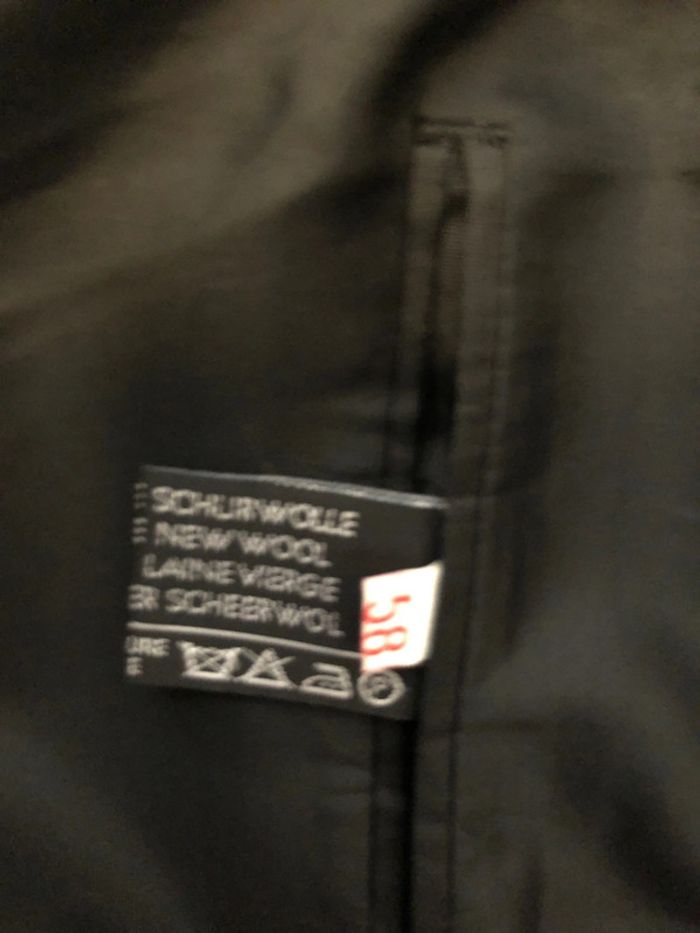 SCHURWOLLE
NEW WOOL
LAINE VIERGE
SCHEERWOL
58